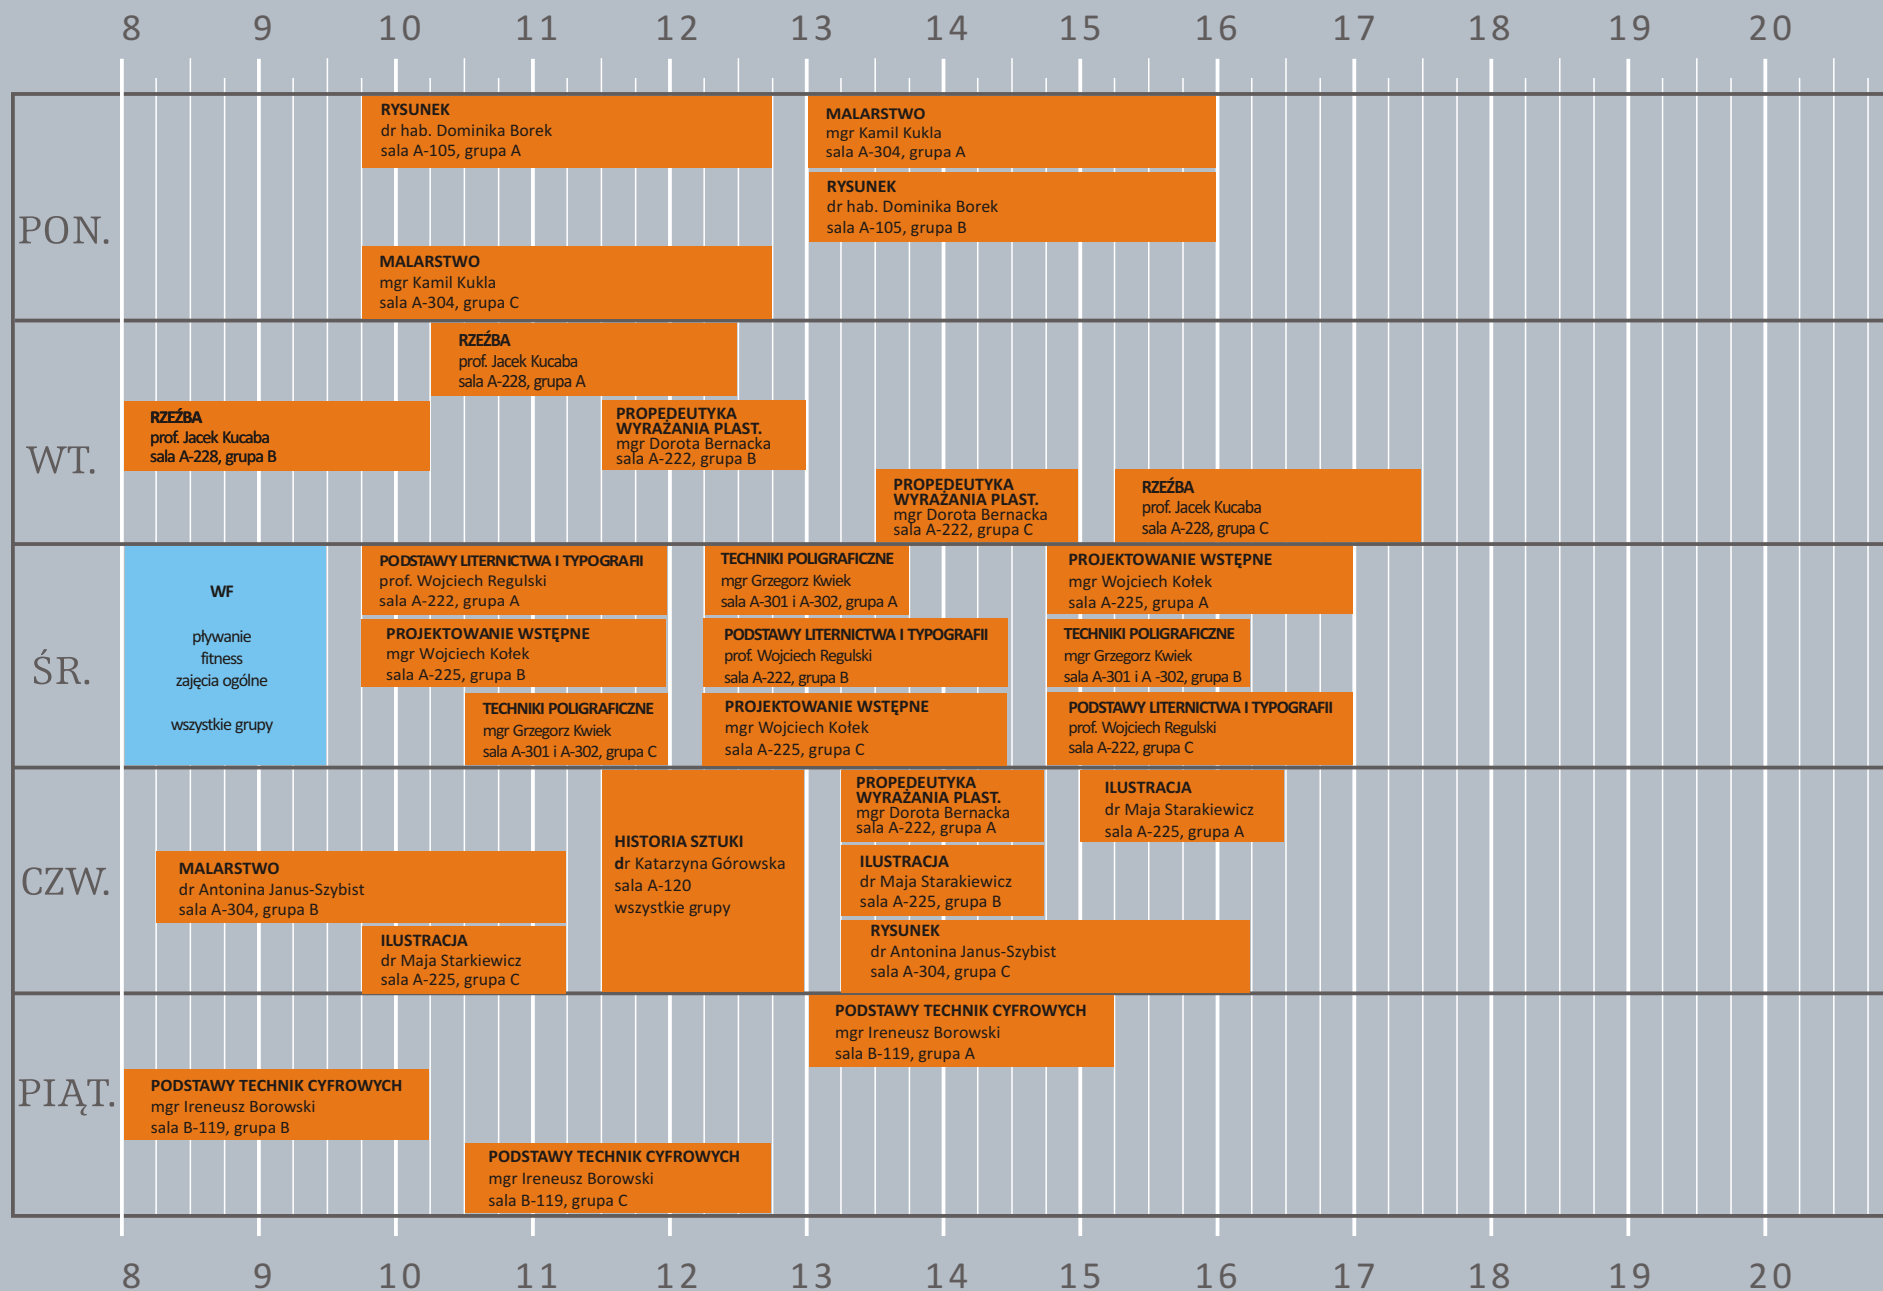 8 9 10 11 12 13 14 15 16 17 18 19 20
PON.
RYSUNEK
dr hab. Dominika Borek
sala A-105, grupa A
MALARSTWO
mgr Kamil Kukla
sala A-304, grupa A
RYSUNEK
dr hab. Dominika Borek
sala A-105, grupa B
MALARSTWO
mgr Kamil Kukla
sala A-304, grupa C
WT.
RZEŹBA
prof. Jacek Kucaba
sala A-228, grupa A
RZEŹBA
prof. Jacek Kucaba
sala A-228, grupa B
PROPEDEUTYKA
WYRAŻANIA PLAST.
mgr Dorota Bernacka
sala A-222, grupa B
PROPEDEUTYKA
WYRAŻANIA PLAST.
mgr Dorota Bernacka
sala A-222, grupa C
RZEŹBA
prof. Jacek Kucaba
sala A-228, grupa C
ŚR.
WF
pływanie
fitness
zajęcia ogólne
wszystkie grupy
PODSTAWY LITERNICTWA I TYPOGRAFII
prof. Wojciech Regulski
sala A-222, grupa A
TECHNIKI POLIGRAFICZNE
mgr Grzegorz Kwiek
sala A-301 i A-302, grupa A
PROJEKTOWANIE WSTĘPNE
mgr Wojciech Kołek
sala A-225, grupa A
PROJEKTOWANIE WSTĘPNE
mgr Wojciech Kołek
sala A-225, grupa B
PODSTAWY LITERNICTWA I TYPOGRAFII
prof. Wojciech Regulski
sala A-222, grupa B
TECHNIKI POLIGRAFICZNE
mgr Grzegorz Kwiek
sala A-301 i A -302, grupa B
TECHNIKI POLIGRAFICZNE
mgr Grzegorz Kwiek
sala A-301 i A-302, grupa C
PROJEKTOWANIE WSTĘPNE
mgr Wojciech Kołek
sala A-225, grupa C
PODSTAWY LITERNICTWA I TYPOGRAFII
prof. Wojciech Regulski
sala A-222, grupa C
CZW.
MALARSTWO
dr Antonina Janus-Szybist
sala A-304, grupa B
ILUSTRACJA
dr Maja Starkiewicz
sala A-225, grupa C
HISTORIA SZTUKI
dr Katarzyna Górowska
sala A-120
wszystkie grupy
PROPEDEUTYKA
WYRAŻANIA PLAST.
mgr Dorota Bernacka
sala A-222, grupa A
ILUSTRACJA
dr Maja Starakiewicz
sala A-225, grupa A
ILUSTRACJA
dr Maja Starakiewicz
sala A-225, grupa B
RYSUNEK
dr Antonina Janus-Szybist
sala A-304, grupa C
PIĄT.
PODSTAWY TECHNIK CYFROWYCH
mgr Ireneusz Borowski
sala B-119, grupa A
PODSTAWY TECHNIK CYFROWYCH
mgr Ireneusz Borowski
sala B-119, grupa B
PODSTAWY TECHNIK CYFROWYCH
mgr Ireneusz Borowski
sala B-119, grupa C
8 9 10 11 12 13 14 15 16 17 18 19 20